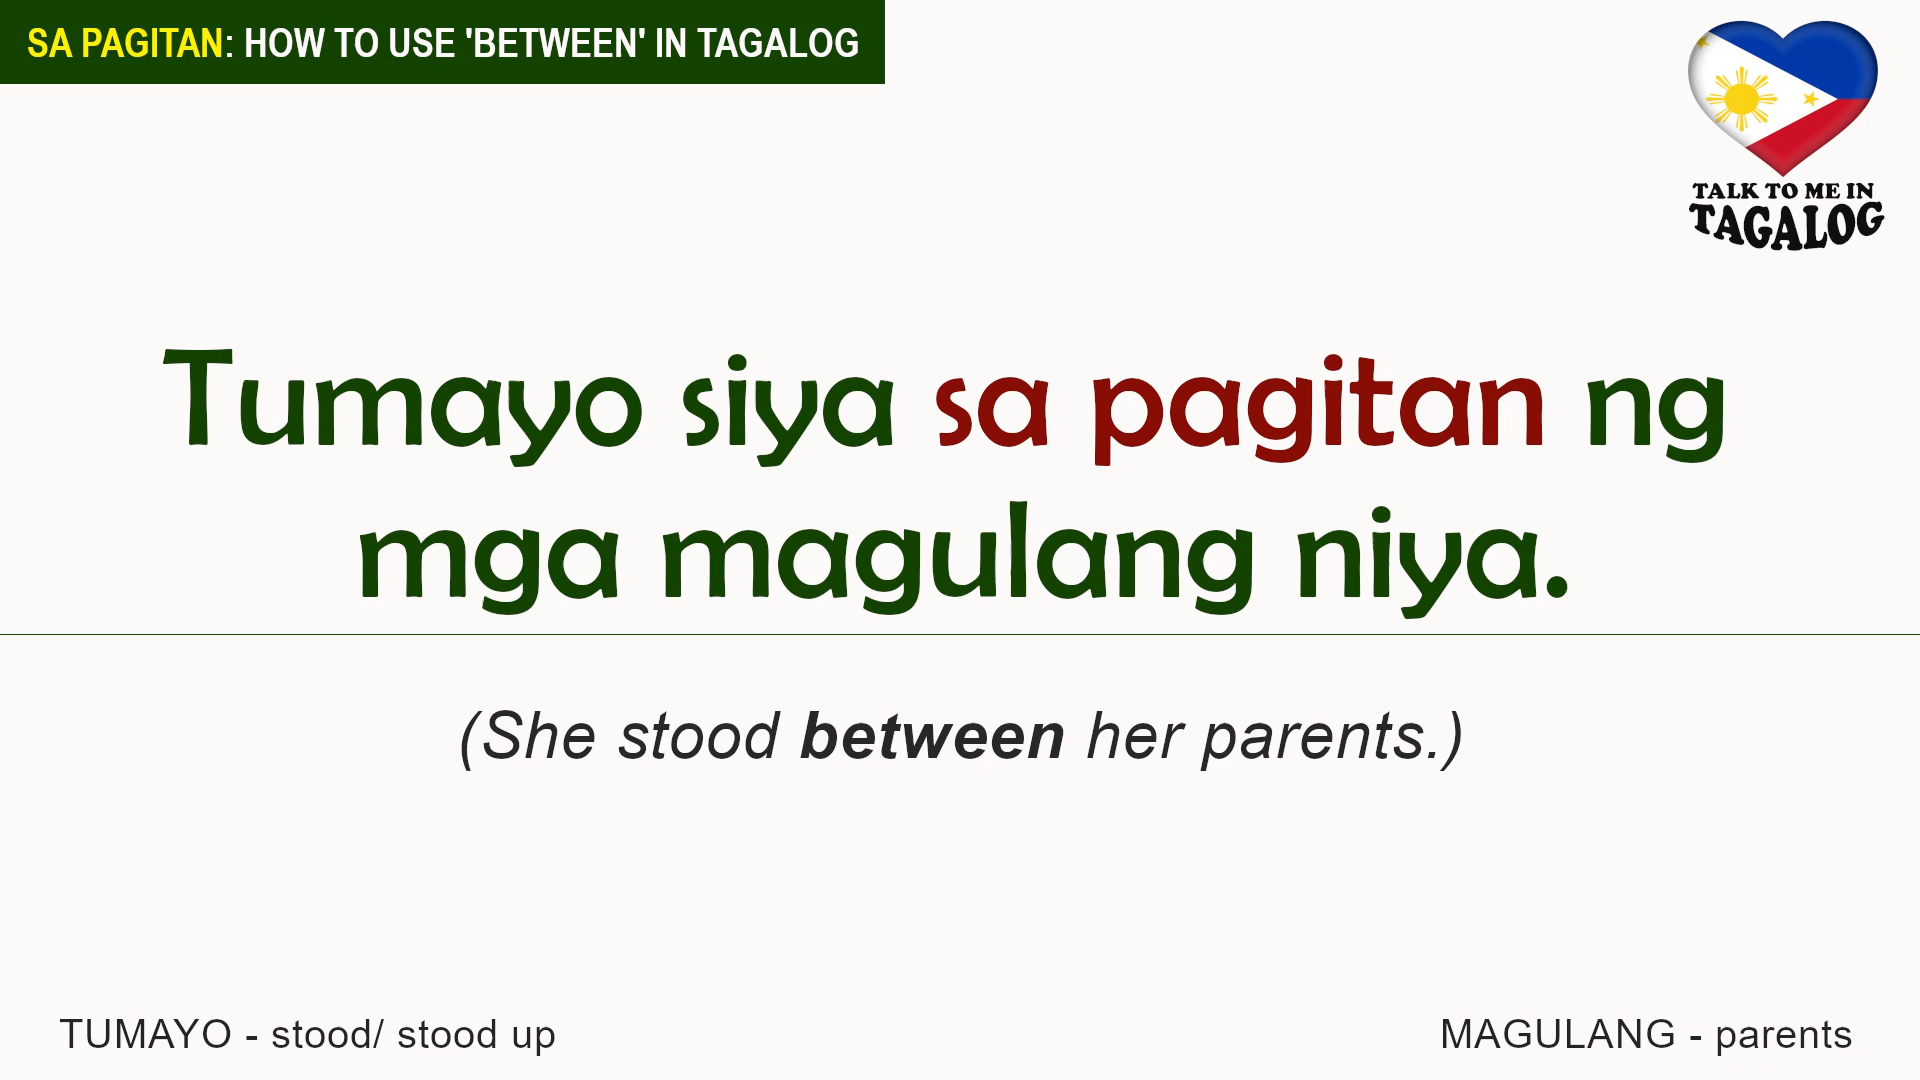 SA PAGITAN: HOW TO USE 'BETWEEN' IN TAGALOG
TALK TO ME IN
TAGALOG
Tumayo siya sa pagitan ng
mga magulang niya.
(She stood between her parents.)
TUMAYO - stood/ stood up
MAGULANG - parents